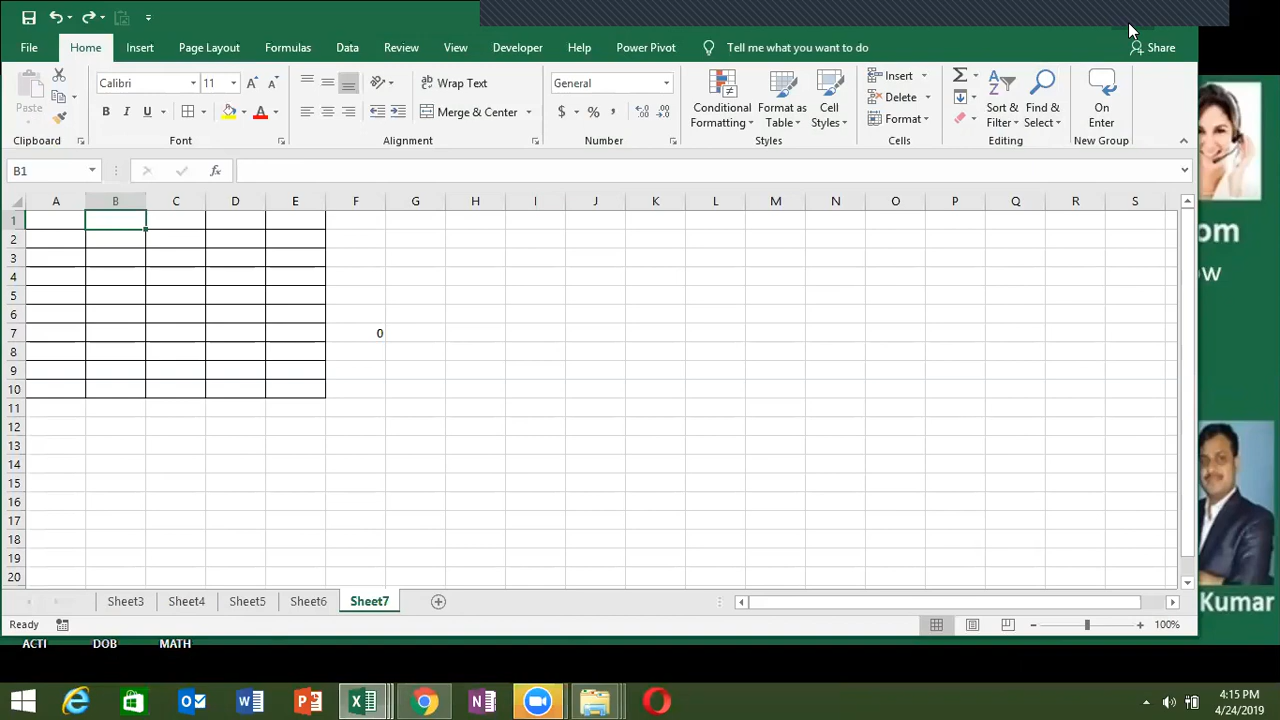 File Home Insert Page Layout Formulas Data Review View Developer Help Power Pivot Tell me what you want to do Share
Paste
Calibri 11
B I U
Wrap Text
Merge & Center
General
$ % ,
Conditional Formatting
Format as Table
Cell Styles
Insert
Delete
Format
Sort & Filter
Find & Select
On Enter
Clipboard Font Alignment Number Styles Cells Editing New Group
B1
fx
A B C D E F G H I J K L M N O P Q R S
1
2
3
4
5
6
7 0
8
9
10
11
12
13
14
15
16
17
18
19
20
Sheet3 Sheet4 Sheet5 Sheet6 Sheet7
Ready 100%
ACTI DOB MATH
om
ow
Kumar
4:15 PM
4/24/2019